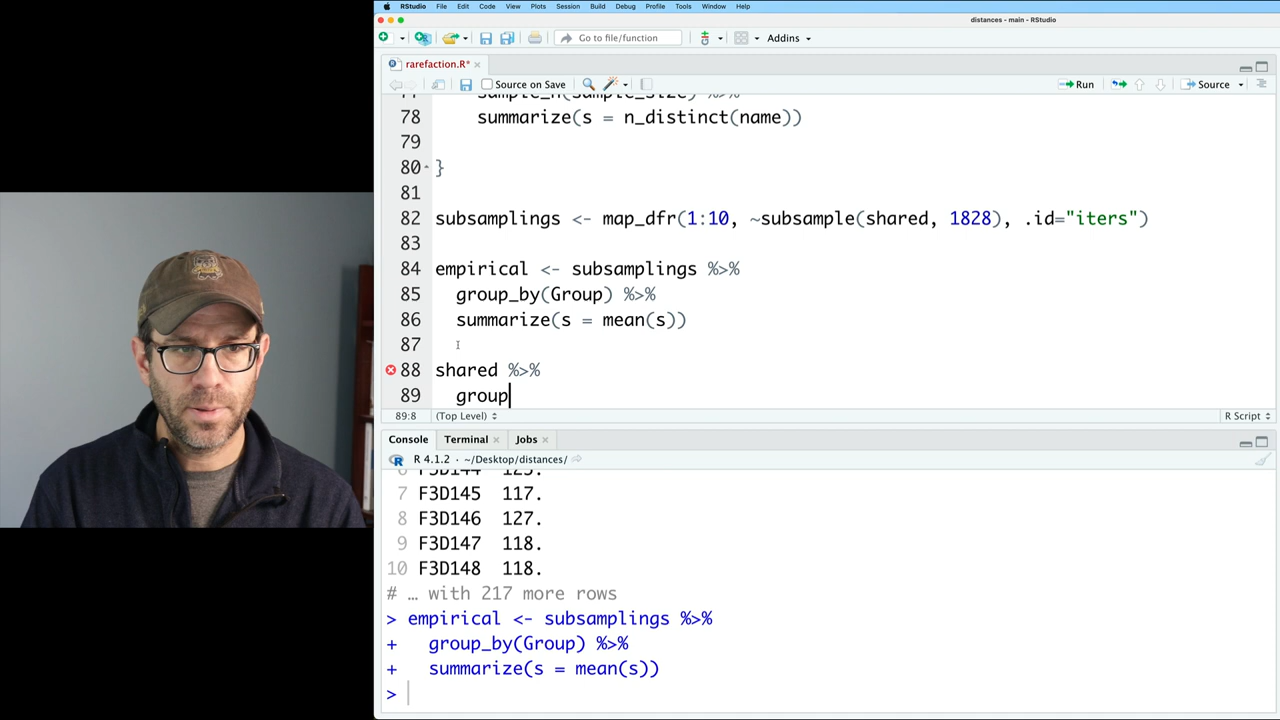 RStudio File Edit Code View Plots Session Build Debug Profile Tools Window Help
distances - main - RStudio
Go to file/function Addins
rarefaction.R*
Source on Save Run Source
78 summarize(s = n_distinct(name))
79
80 }
81
82 subsamplings <- map_dfr(1:10, ~subsample(shared, 1828), .id="iters")
83
84 empirical <- subsamplings %>%
85 group_by(Group) %>%
86 summarize(s = mean(s))
87
88 shared %>%
89 group
89:8 (Top Level) R Script
Console Terminal Jobs
R 4.1.2 · ~/Desktop/distances/
7 F3D145 117.
8 F3D146 127.
9 F3D147 118.
10 F3D148 118.
# … with 217 more rows
> empirical <- subsamplings %>%
+ group_by(Group) %>%
+ summarize(s = mean(s))
>